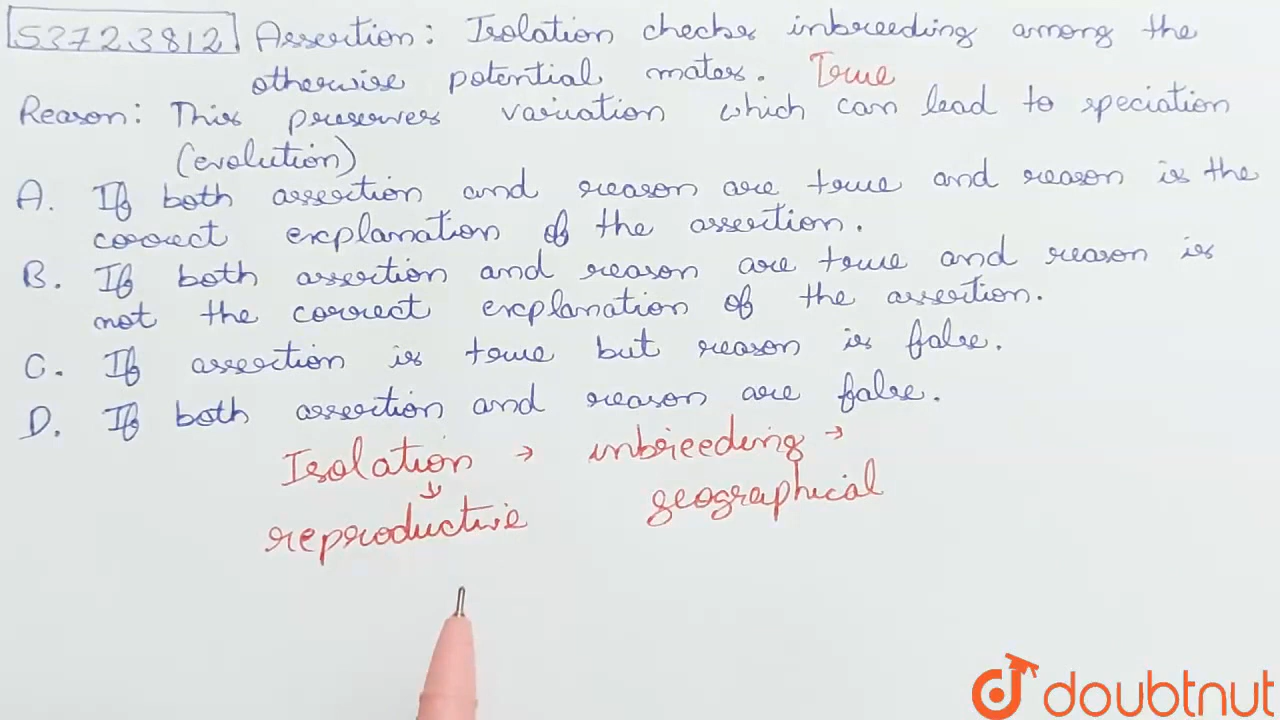 53723812 Assertion: Isolation checks inbreeding among the
otherwise potential mates. True
Reason: This preserves variation which can lead to speciation
(evolution)
A. If both assertion and reason are true and reason is the
correct explanation of the assertion.
B. If both assertion and reason are true and reason is
not the correct explanation of the assertion.
C. If assertion is true but reason is false.
D. If both assertion and reason are false.
Isolation → inbreeding →
↓
reproductive geographical
doubtnut